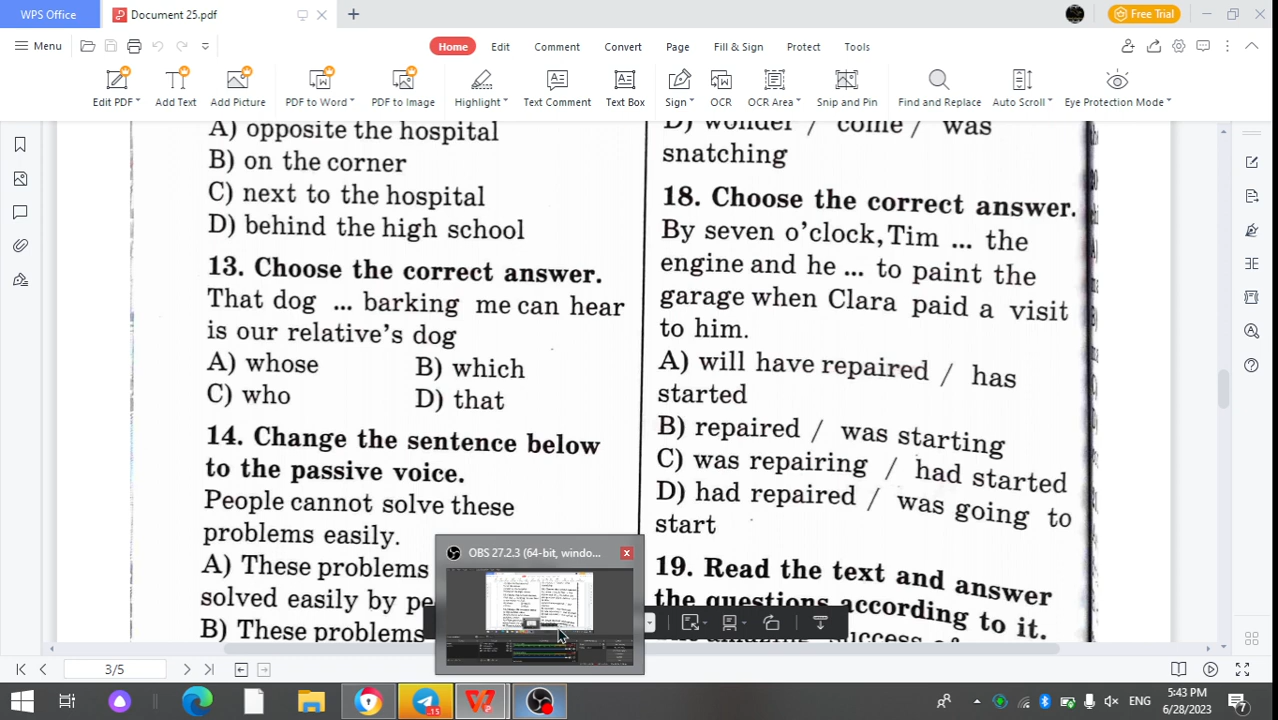 WPS Office
Document 25.pdf
Free Trial
Menu
Home
Edit
Comment
Convert
Page
Fill & Sign
Protect
Tools
Edit PDF
Add Text
Add Picture
PDF to Word
PDF to Image
Highlight
Text Comment
Text Box
Sign
OCR
OCR Area
Snip and Pin
Find and Replace
Auto Scroll
Eye Protection Mode
A) opposite the hospital
B) on the corner
C) next to the hospital
D) behind the high school
13. Choose the correct answer.
That dog ... barking me can hear
is our relative's dog
A) whose B) which
C) who D) that
14. Change the sentence below
to the passive voice.
People cannot solve these
problems easily.
A) These problems
solved easily by pe
B) These problems
D) wonder / come / was
snatching
18. Choose the correct answer.
By seven o'clock, Tim ... the
engine and he ... to paint the
garage when Clara paid a visit
to him.
A) will have repaired / has
started
B) repaired / was starting
C) was repairing / had started
D) had repaired / was going to
start
19. Read the text and answer
the questions according to it.
OBS 27.2.3 (64-bit, windo...
3/5
15
ENG
5:43 PM
6/28/2023
7